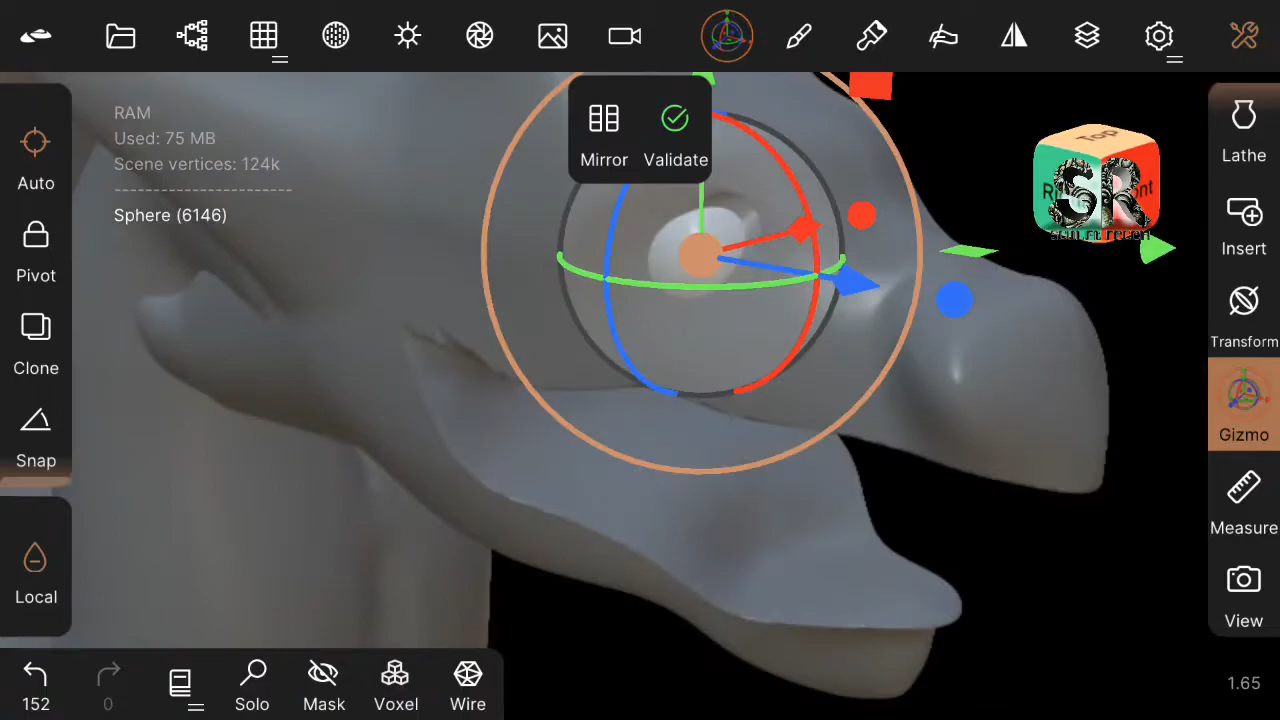 Mirror
Validate
RAM
Used: 75 MB
Scene vertices: 124k
-----------------------
Sphere (6146)
Auto
Pivot
Clone
Snap
Local
Top
SR
Lathe
Insert
Transform
Gizmo
Measure
View
1.65
152
0
Solo
Mask
Voxel
Wire